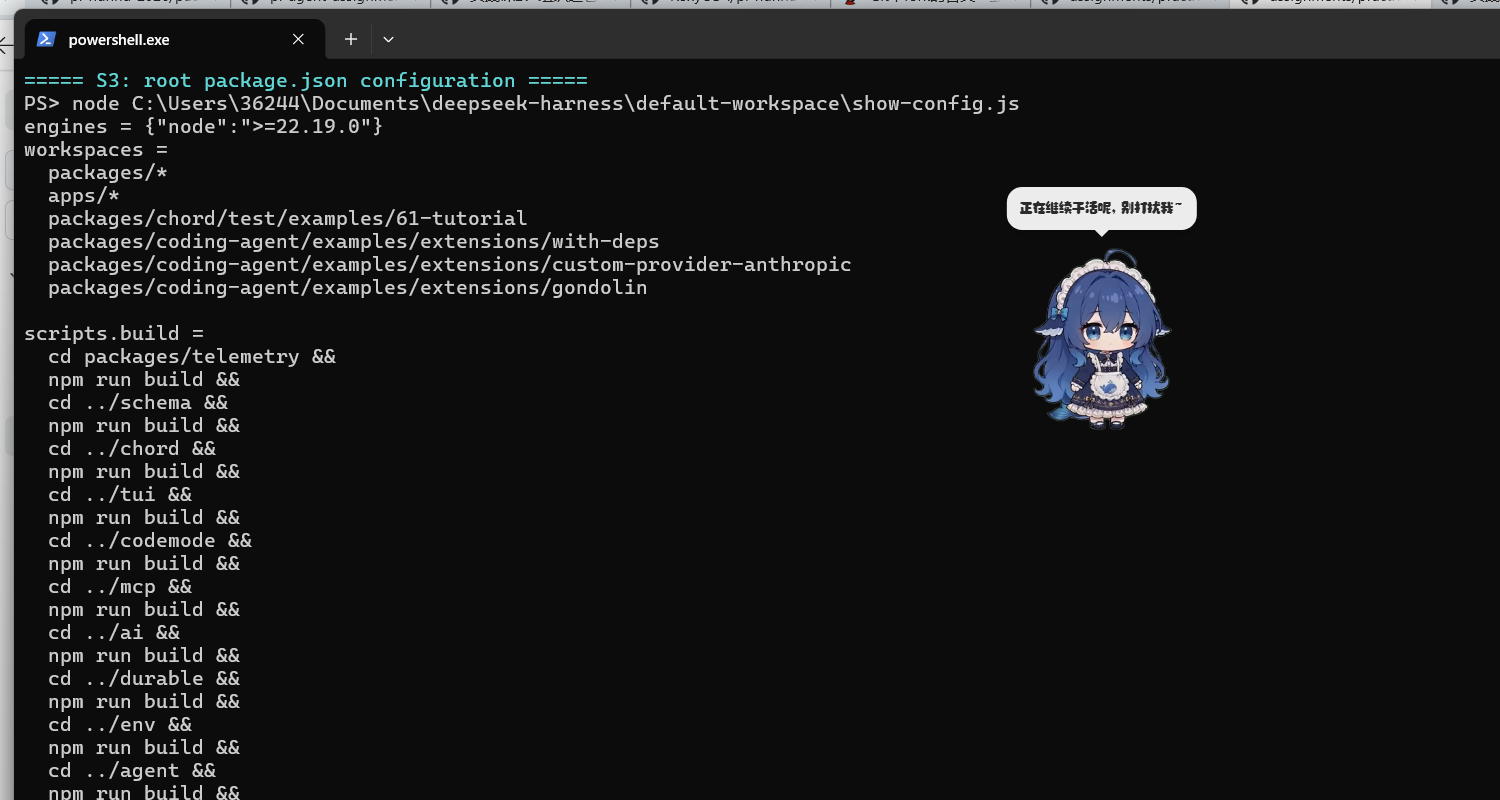 powershell.exe
===== S3: root package.json configuration =====
PS> node C:\Users\36244\Documents\deepseek-harness\default-workspace\show-config.js
engines = {"node":">=22.19.0"}
workspaces =
packages/*
apps/*
packages/chord/test/examples/61-tutorial
packages/coding-agent/examples/extensions/with-deps
packages/coding-agent/examples/extensions/custom-provider-anthropic
packages/coding-agent/examples/extensions/gondolin
正在继续干活呢, 别打扰我~
scripts.build =
cd packages/telemetry &&
npm run build &&
cd ../schema &&
npm run build &&
cd ../chord &&
npm run build &&
cd ../tui &&
npm run build &&
cd ../codemode &&
npm run build &&
cd ../mcp &&
npm run build &&
cd ../ai &&
npm run build &&
cd ../durable &&
npm run build &&
cd ../env &&
npm run build &&
cd ../agent &&
npm run build &&